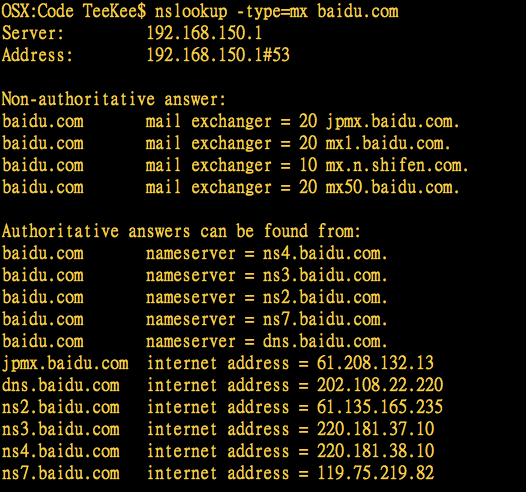 OSX:Code TeeKee$ nslookup -type=mx baidu.com
Server: 192.168.150.1
Address: 192.168.150.1#53
Non-authoritative answer:
baidu.com mail exchanger = 20 jpmx.baidu.com.
baidu.com mail exchanger = 20 mx1.baidu.com.
baidu.com mail exchanger = 10 mx.n.shifen.com.
baidu.com mail exchanger = 20 mx50.baidu.com.
Authoritative answers can be found from:
baidu.com nameserver = ns4.baidu.com.
baidu.com nameserver = ns3.baidu.com.
baidu.com nameserver = ns2.baidu.com.
baidu.com nameserver = ns7.baidu.com.
baidu.com nameserver = dns.baidu.com.
jpmx.baidu.com internet address = 61.208.132.13
dns.baidu.com internet address = 202.108.22.220
ns2.baidu.com internet address = 61.135.165.235
ns3.baidu.com internet address = 220.181.37.10
ns4.baidu.com internet address = 220.181.38.10
ns7.baidu.com internet address = 119.75.219.82